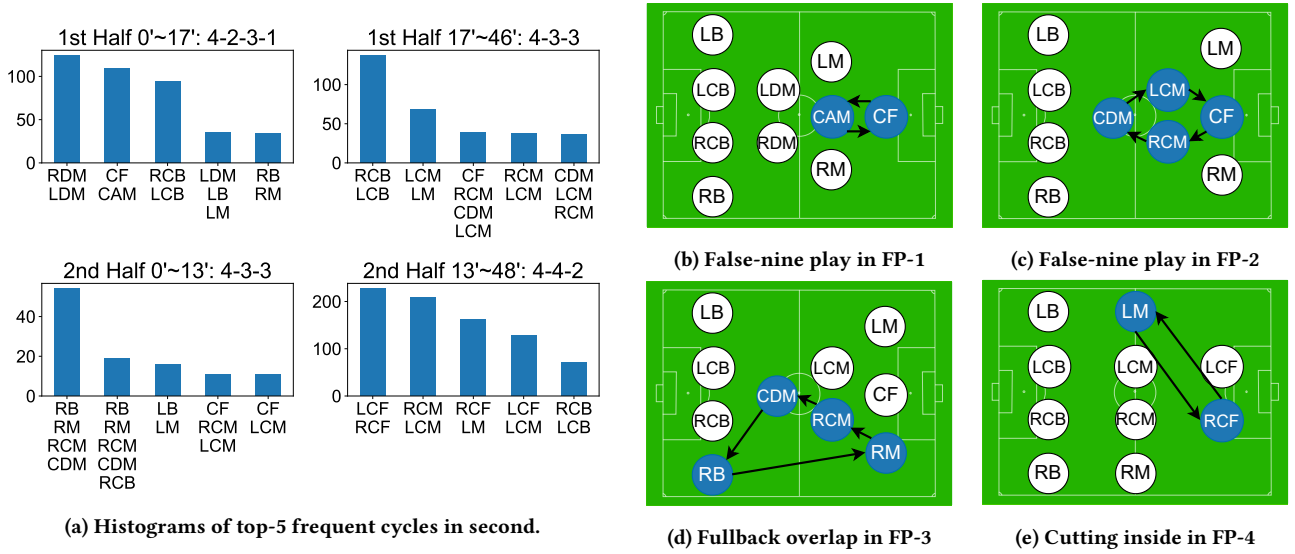 1st Half 0'~17': 4-2-3-1
100
50
0
RDM
LDM
CF
CAM
RCB
LCB
LDM
LB
LM
RB
RM
1st Half 17'~46': 4-3-3
100
50
0
RCB
LCB
LCM
LM
CF
RCM
CDM
LCM
RCM
LCM
CDM
LCM
RCM
2nd Half 0'~13': 4-3-3
40
20
0
RB
RM
RCM
CDM
RB
RM
RCM
CDM
RCB
LB
LM
CF
RCM
LCM
CF
LCM
2nd Half 13'~48': 4-4-2
200
100
0
LCF
RCF
RCM
LCM
RCF
LM
LCF
LCM
RCB
LCB
(a) Histograms of top-5 frequent cycles in second.
LB
LM
LCB
LDM
CAM
CF
RCB
RDM
RM
RB
(b) False-nine play in FP-1
LB
LM
LCB
LCM
CDM
CF
RCB
RCM
RM
RB
(c) False-nine play in FP-2
LB
LM
LCB
LCM
CDM
CF
RCB
RCM
RM
RB
(d) Fullback overlap in FP-3
LB
LM
LCB
LCM
LCF
RCB
RCM
RCF
RB
RM
(e) Cutting inside in FP-4